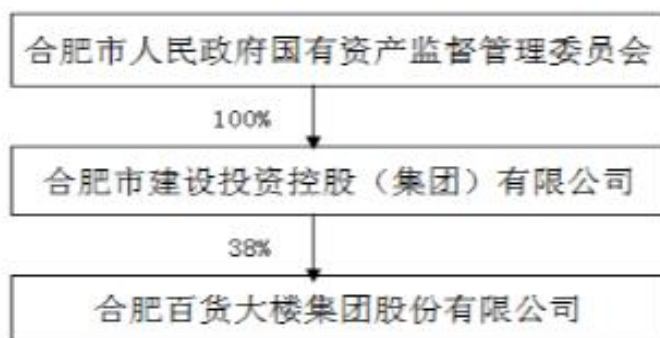 合肥市人民政府国有资产监督管理委员会
100%
合肥市建设投资控股（集团）有限公司
38%
合肥百货大楼集团股份有限公司